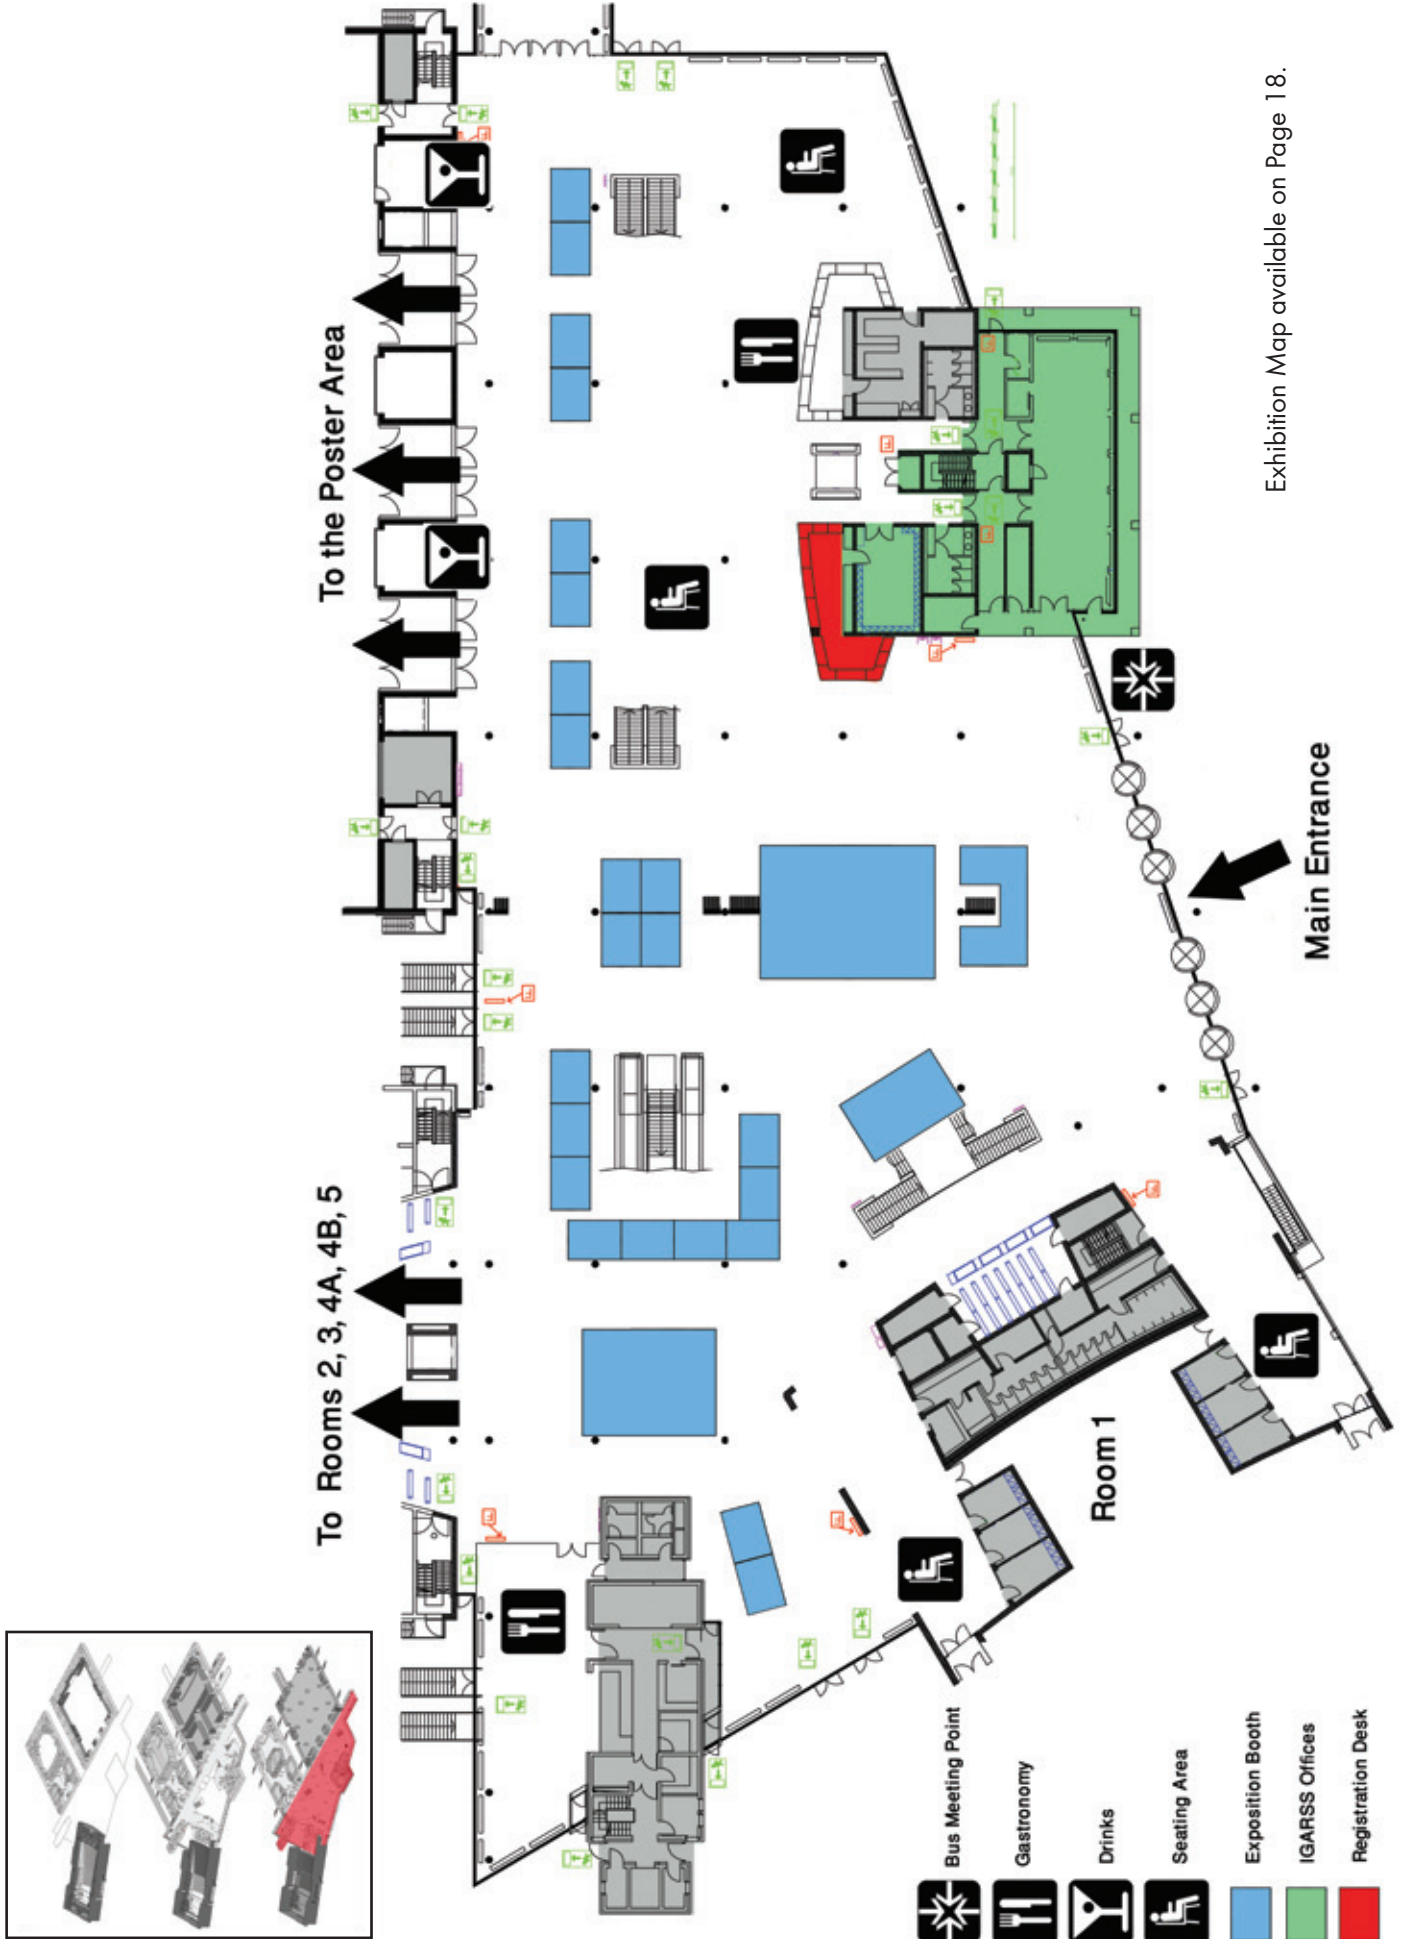 To the Poster Area
To Rooms 2, 3, 4A, 4B, 5
Main Entrance
Room 1
Exhibition Map available on Page 18.
Bus Meeting Point
Gastronomy
Drinks
Seating Area
Exposition Booth
IGARSS Offices
Registration Desk